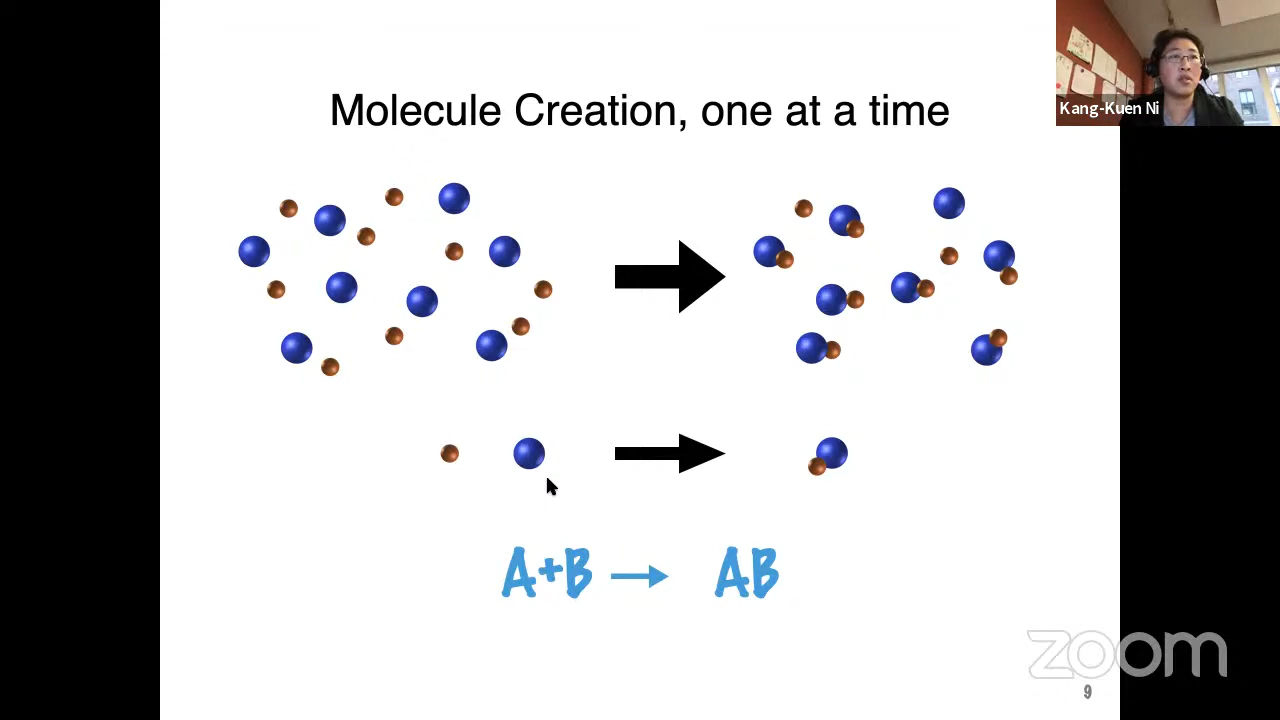 Molecule Creation, one at a time
Kang-Kuen Ni
A+B → AB
zoom
9